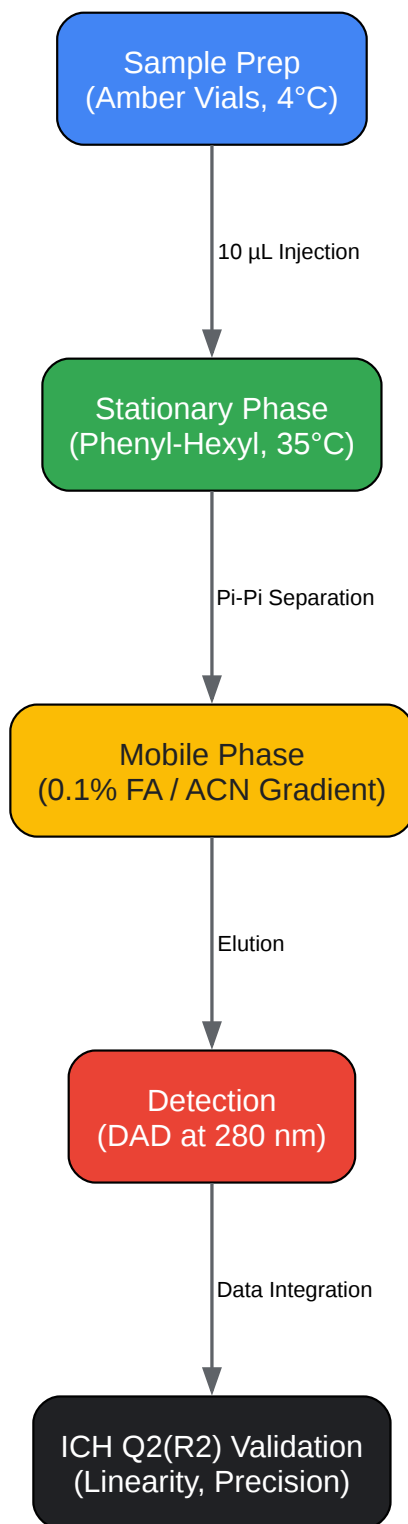 Sample Prep
(Amber Vials, 4°C)
10 µL Injection
Stationary Phase
(Phenyl-Hexyl, 35°C)
Pi-Pi Separation
Mobile Phase
(0.1% FA / ACN Gradient)
Elution
Detection
(DAD at 280 nm)
Data Integration
ICH Q2(R2) Validation
(Linearity, Precision)